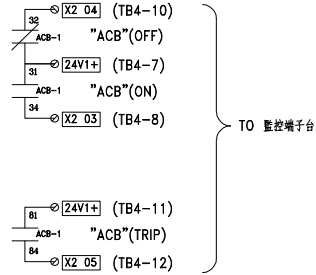 32 X2 04 (TB4-10)
ACB-1 "ACB"(OFF)
31 24V1+ (TB4-7)
ACB-1 "ACB"(ON)
34 X2 03 (TB4-8)
TO 監控端子台
81 24V1+ (TB4-11)
ACB-1 "ACB"(TRIP)
84 X2 05 (TB4-12)